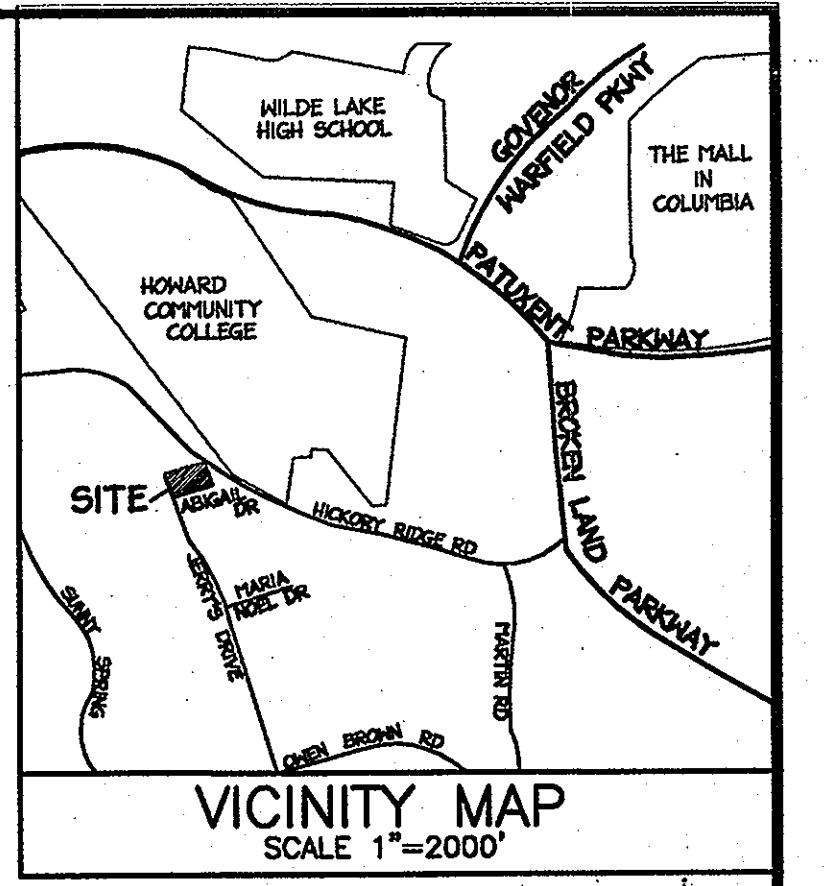 WILDE LAKE
HIGH SCHOOL
GOVENOR
WARFIELD PKWY
THE MALL
IN
COLUMBIA
HOWARD
COMMUNITY
COLLEGE
PATUXENT PARKWAY
BROKEN LAND PARKWAY
SITE
ABIGAIL
DR
HICKORY RIDGE RD
JERRY'S DRIVE
MARIA
NOEL DR
SUNNY SPRING
MARTIN RD
OWEN BROWN RD
VICINITY MAP
SCALE 1"=2000'